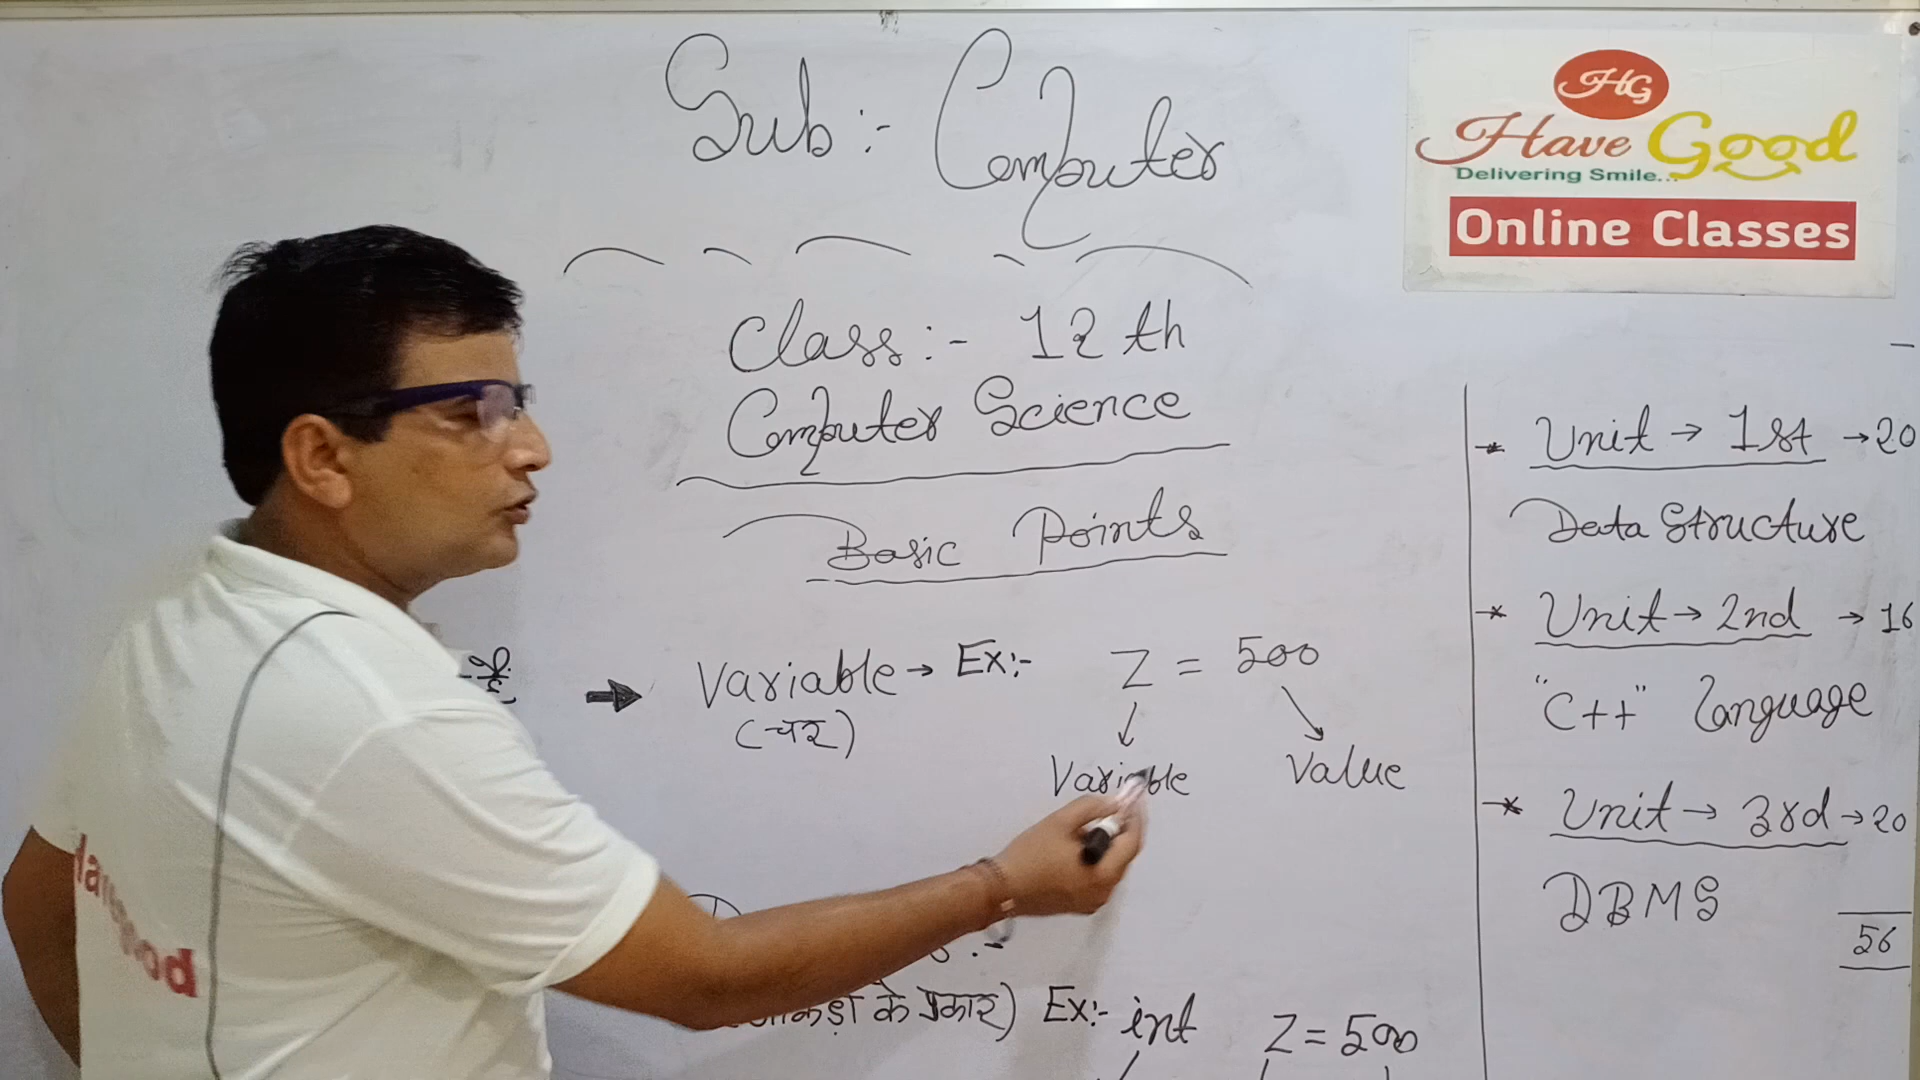 Sub:- Computer
HG
Have Good
Delivering Smile...
Online Classes
Class:- 12th
Computer Science
Basic Points
Variable → Ex:- Z = 500
(चर)
Variable Value
के प्रकार) Ex:- int Z = 500
* Unit → 1st → 20
Data Structure
* Unit → 2nd → 16
"C++" Language
* Unit → 3rd → 20
DBMS
56